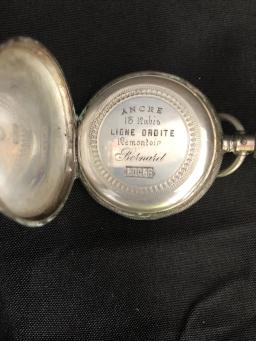 ANCRE
15 Rubis
LIGNE DROITE
Remontoir